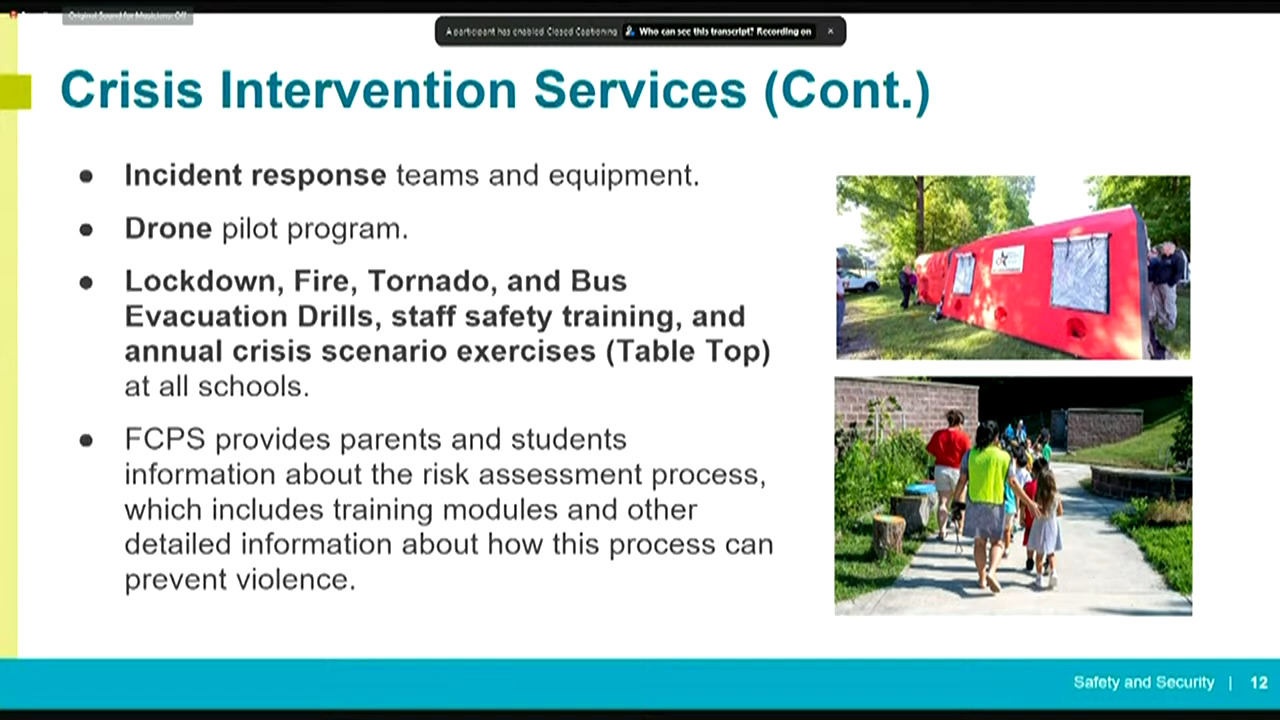 Original Sound for Musicians: Off
A participant has enabled Closed Captioning Who can see this transcript? Recording on
Crisis Intervention Services (Cont.)
Incident response teams and equipment.
Drone pilot program.
Lockdown, Fire, Tornado, and Bus
Evacuation Drills, staff safety training, and
annual crisis scenario exercises (Table Top)
at all schools.
FCPS provides parents and students
information about the risk assessment process,
which includes training modules and other
detailed information about how this process can
prevent violence.
Safety and Security | 12